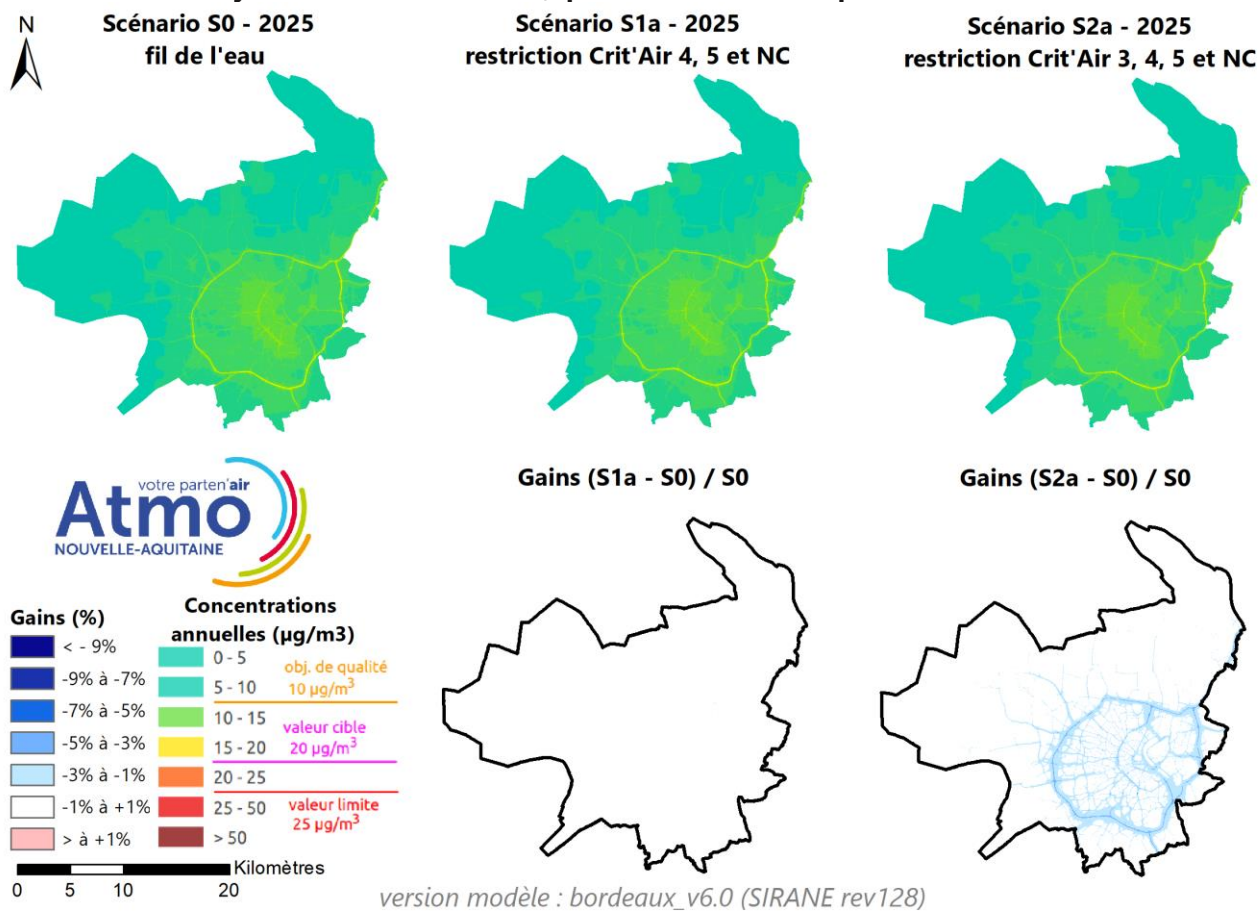 N
Scénario S0 - 2025
fil de l'eau
Scénario S1a - 2025
restriction Crit'Air 4, 5 et NC
Scénario S2a - 2025
restriction Crit'Air 3, 4, 5 et NC
votre parten'air
Atmo
NOUVELLE-AQUITAINE
Gains (S1a - S0) / S0
Gains (S2a - S0) / S0
Gains (%)
< - 9%
-9% à -7%
-7% à -5%
-5% à -3%
-3% à -1%
-1% à +1%
> à +1%
Concentrations
annuelles (µg/m3)
0 - 5
5 - 10
10 - 15
15 - 20
20 - 25
25 - 50
> 50
obj. de qualité
10 µg/m³
valeur cible
20 µg/m³
valeur limite
25 µg/m³
Kilomètres
0 5 10 20
version modèle : bordeaux_v6.0 (SIRANE rev128)